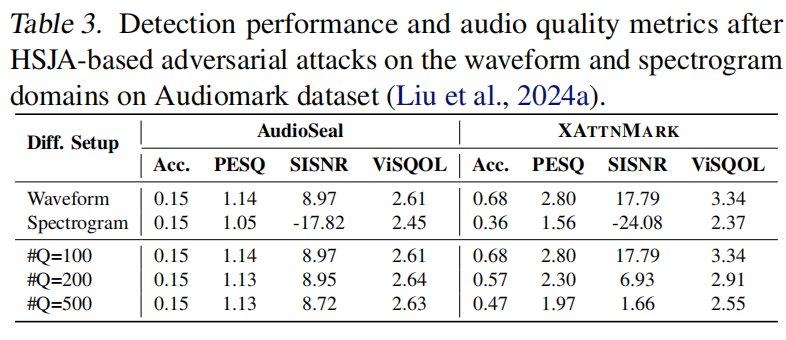 Table 3. Detection performance and audio quality metrics after
HSJA-based adversarial attacks on the waveform and spectrogram
domains on Audiomark dataset (Liu et al., 2024a).
Diff. Setup AudioSeal XATTNMARK
Acc. PESQ SISNR ViSQOL Acc. PESQ SISNR ViSQOL
Waveform 0.15 1.14 8.97 2.61 0.68 2.80 17.79 3.34
Spectrogram 0.15 1.05 -17.82 2.45 0.36 1.56 -24.08 2.37
#Q=100 0.15 1.14 8.97 2.61 0.68 2.80 17.79 3.34
#Q=200 0.15 1.13 8.95 2.64 0.57 2.30 6.93 2.91
#Q=500 0.15 1.13 8.72 2.63 0.47 1.97 1.66 2.55